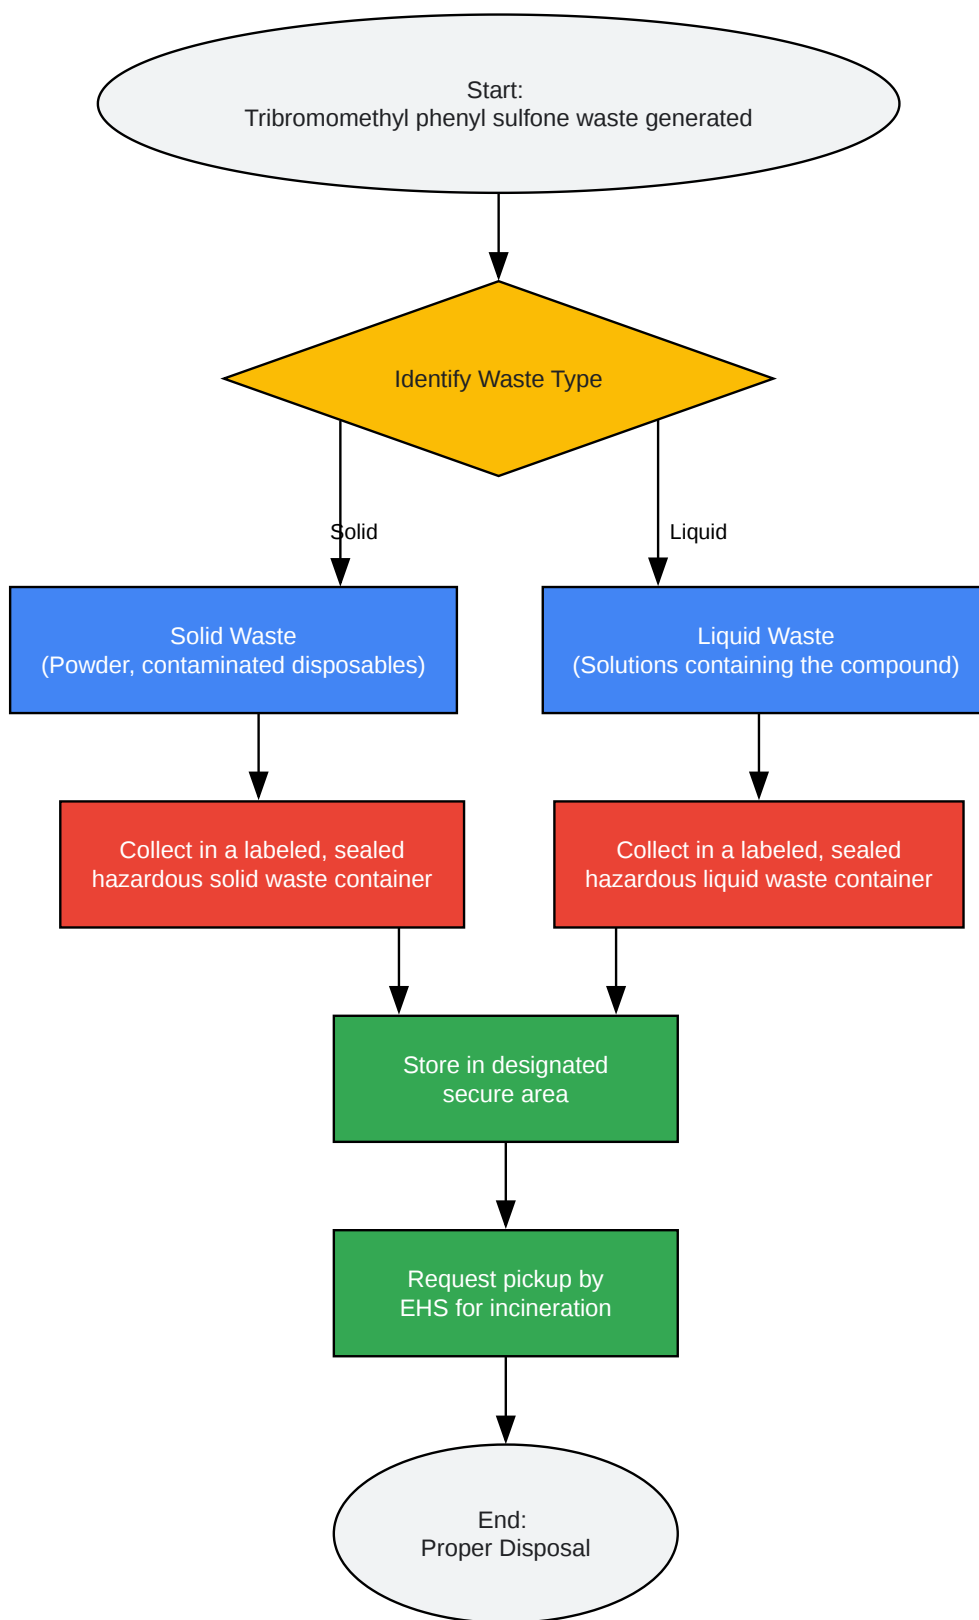 Start:
Tribromomethyl phenyl sulfone waste generated
Identify Waste Type
Solid
Liquid
Solid Waste
(Powder, contaminated disposables)
Liquid Waste
(Solutions containing the compound)
Collect in a labeled, sealed
hazardous solid waste container
Collect in a labeled, sealed
hazardous liquid waste container
Store in designated
secure area
Request pickup by
EHS for incineration
End:
Proper Disposal